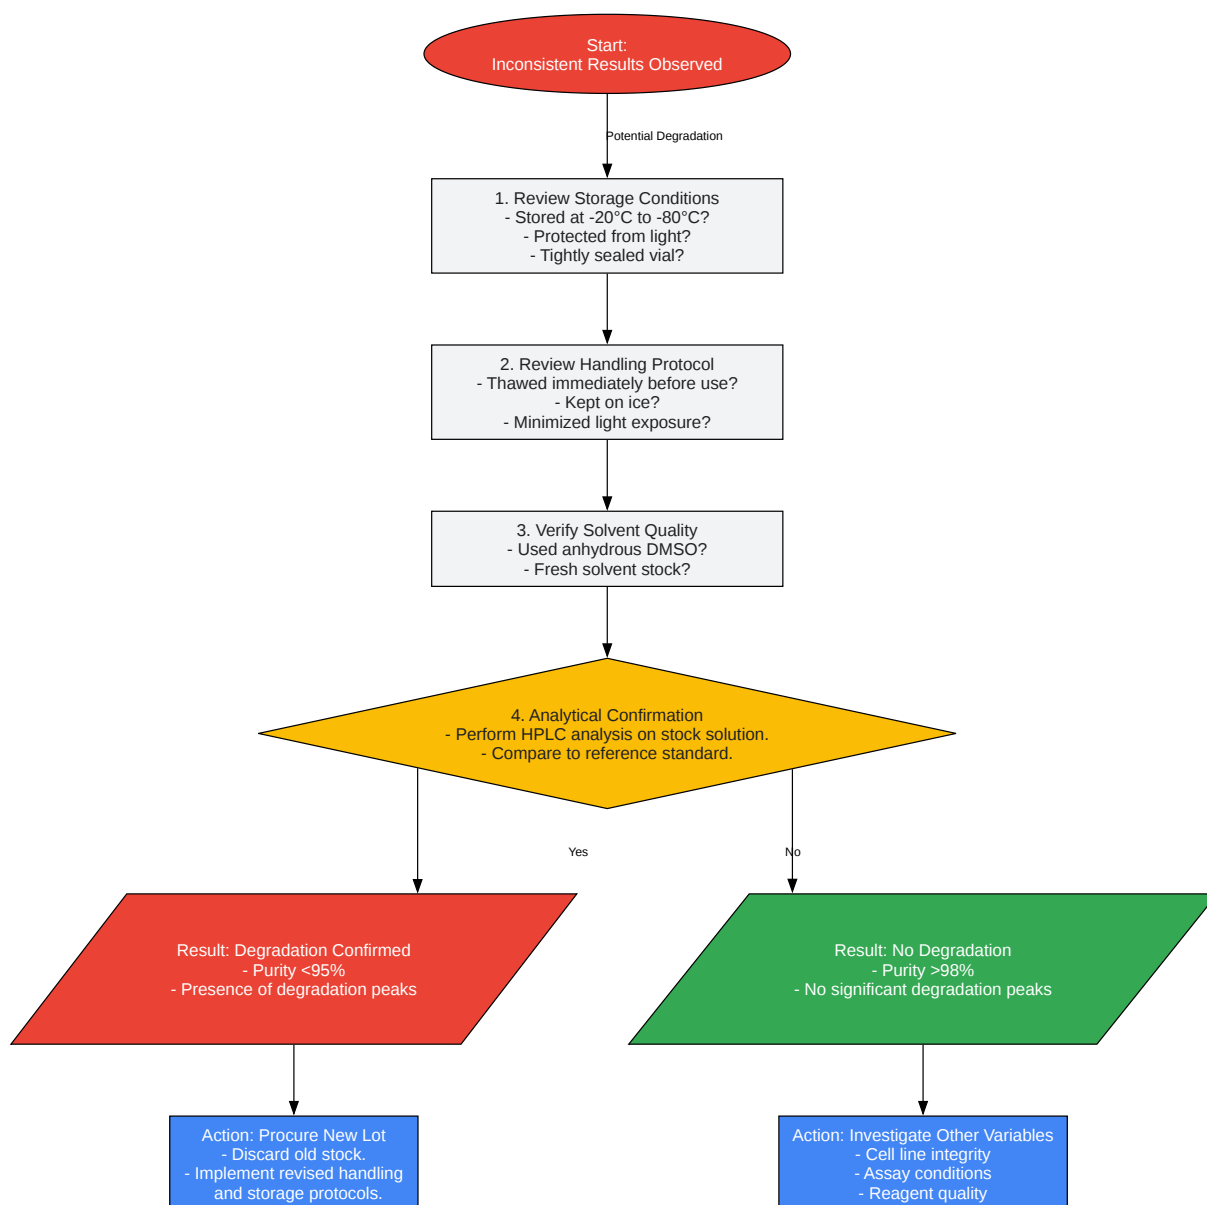 Start:
Inconsistent Results Observed
Potential Degradation
1. Review Storage Conditions
- Stored at -20°C to -80°C?
- Protected from light?
- Tightly sealed vial?
2. Review Handling Protocol
- Thawed immediately before use?
- Kept on ice?
- Minimized light exposure?
3. Verify Solvent Quality
- Used anhydrous DMSO?
- Fresh solvent stock?
4. Analytical Confirmation
- Perform HPLC analysis on stock solution.
- Compare to reference standard.
Yes
No
Result: Degradation Confirmed
- Purity <95%
- Presence of degradation peaks
Result: No Degradation
- Purity >98%
- No significant degradation peaks
Action: Procure New Lot
- Discard old stock.
- Implement revised handling
and storage protocols.
Action: Investigate Other Variables
- Cell line integrity
- Assay conditions
- Reagent quality